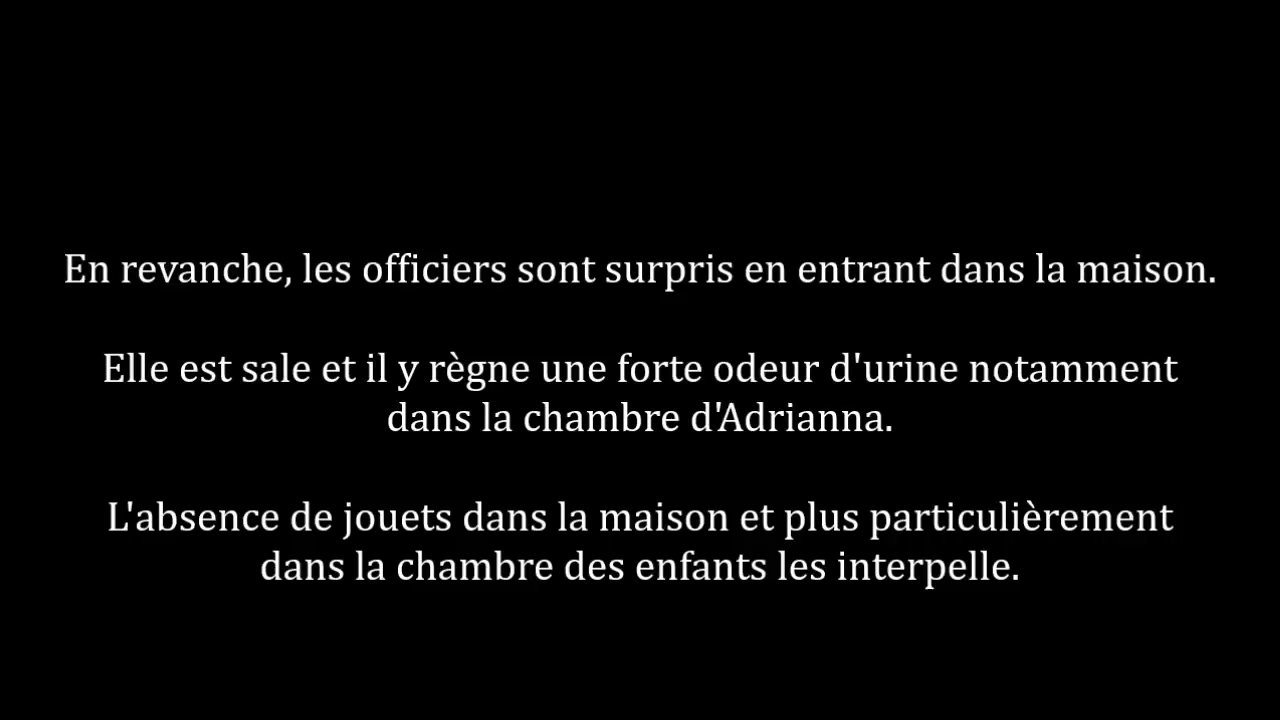 En revanche, les officiers sont surpris en entrant dans la maison.
Elle est sale et il y règne une forte odeur d'urine notamment
dans la chambre d'Adrianna.
L'absence de jouets dans la maison et plus particulièrement
dans la chambre des enfants les interpelle.